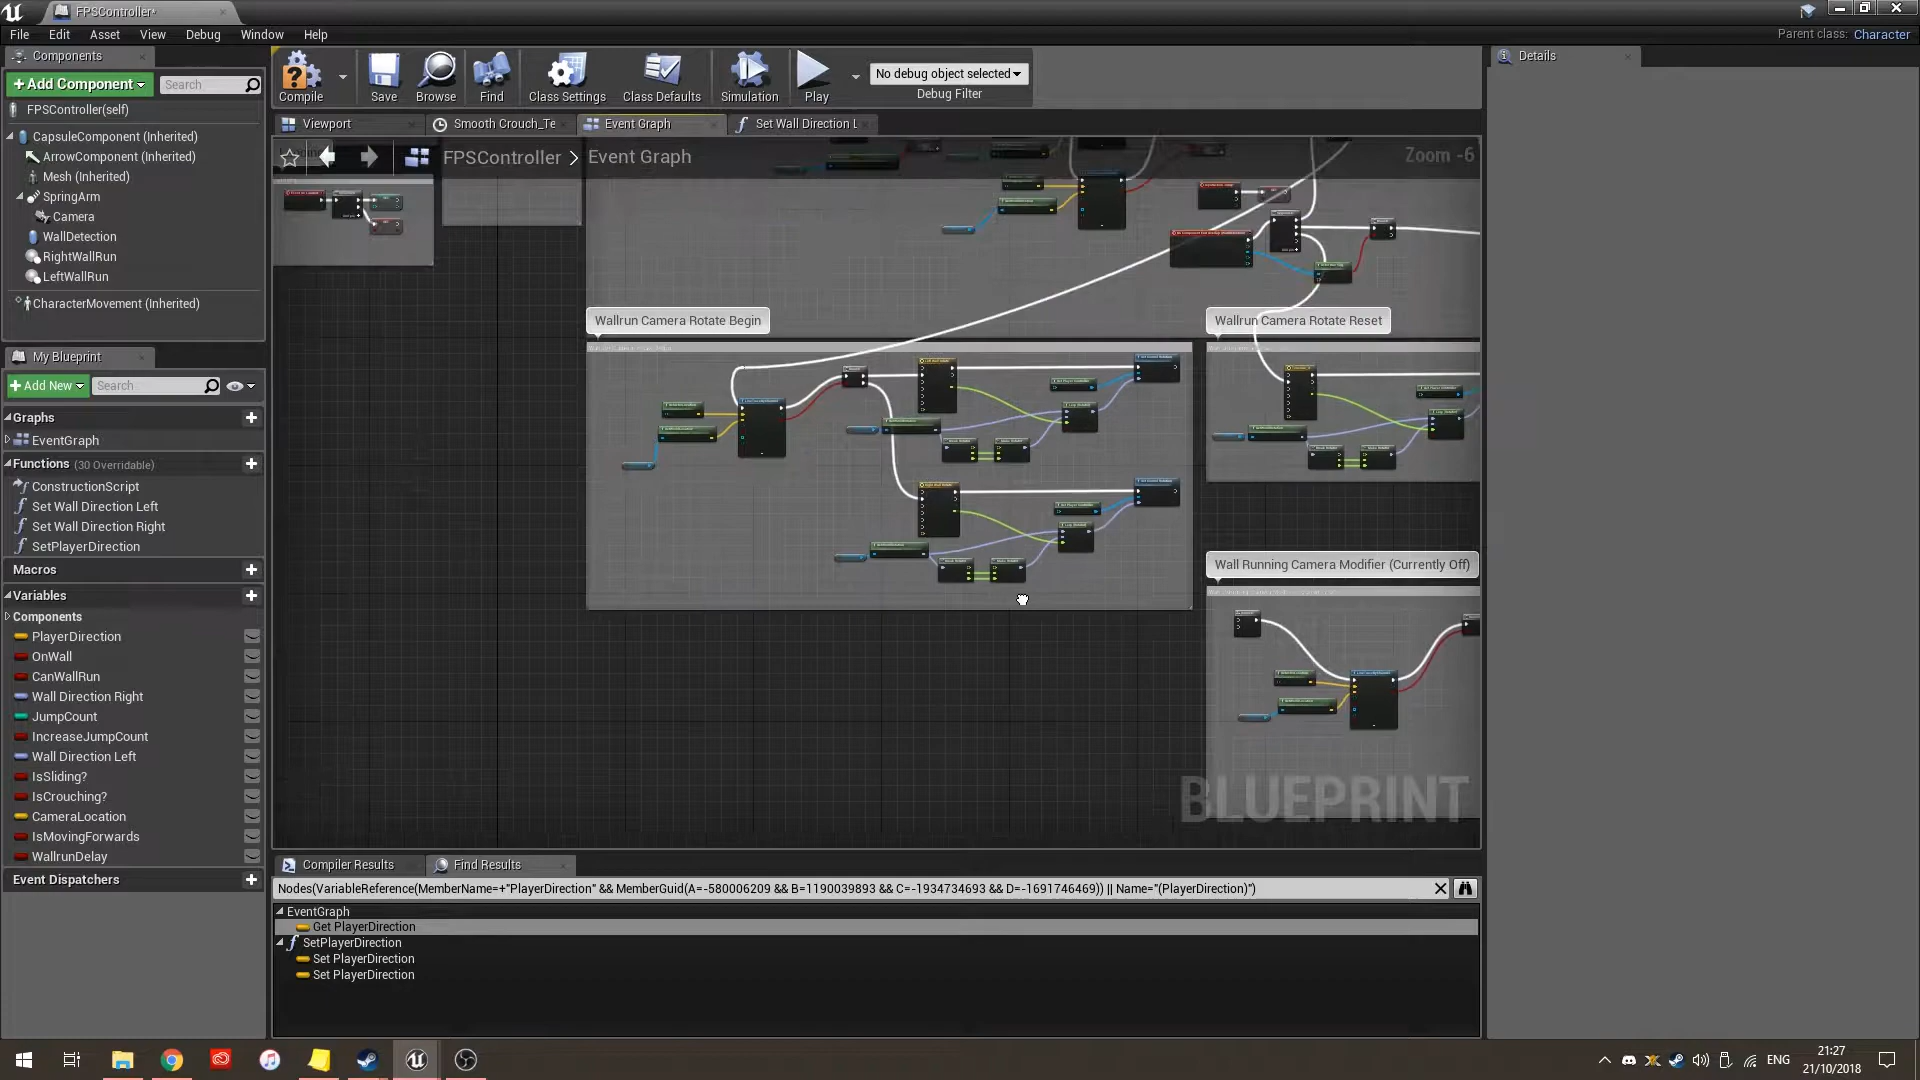 FPSController*
File Edit Asset View Debug Window Help
Parent class: Character
Components
+Add Component
Search
FPSController(self)
CapsuleComponent (Inherited)
ArrowComponent (Inherited)
Mesh (Inherited)
SpringArm
Camera
WallDetection
RightWallRun
LeftWallRun
CharacterMovement (Inherited)
My Blueprint
+Add New
Search
Graphs
EventGraph
Functions (30 Overridable)
ConstructionScript
Set Wall Direction Left
Set Wall Direction Right
SetPlayerDirection
Macros
Variables
Components
PlayerDirection
OnWall
CanWallRun
Wall Direction Right
JumpCount
IncreaseJumpCount
Wall Direction Left
IsSliding?
IsCrouching?
CameraLocation
IsMovingForwards
WallrunDelay
Event Dispatchers
Compile
Save
Browse
Find
Class Settings
Class Defaults
Simulation
Play
No debug object selected
Debug Filter
Viewport
Smooth Crouch_Te
Event Graph
Set Wall Direction L
FPSController > Event Graph
Zoom -6
Wallrun Camera Rotate Begin
Wallrun Camera Rotate Reset
Wall Running Camera Modifier (Currently Off)
BLUEPRINT
Compiler Results
Find Results
Nodes(VariableReference(MemberName=+"PlayerDirection" && MemberGuid(A=-580006209 && B=1190039893 && C=-1934734693 && D=-1691746469)) || Name="(PlayerDirection)")
EventGraph
Get PlayerDirection
SetPlayerDirection
Set PlayerDirection
Set PlayerDirection
Details
ENG
21:27
21/10/2018